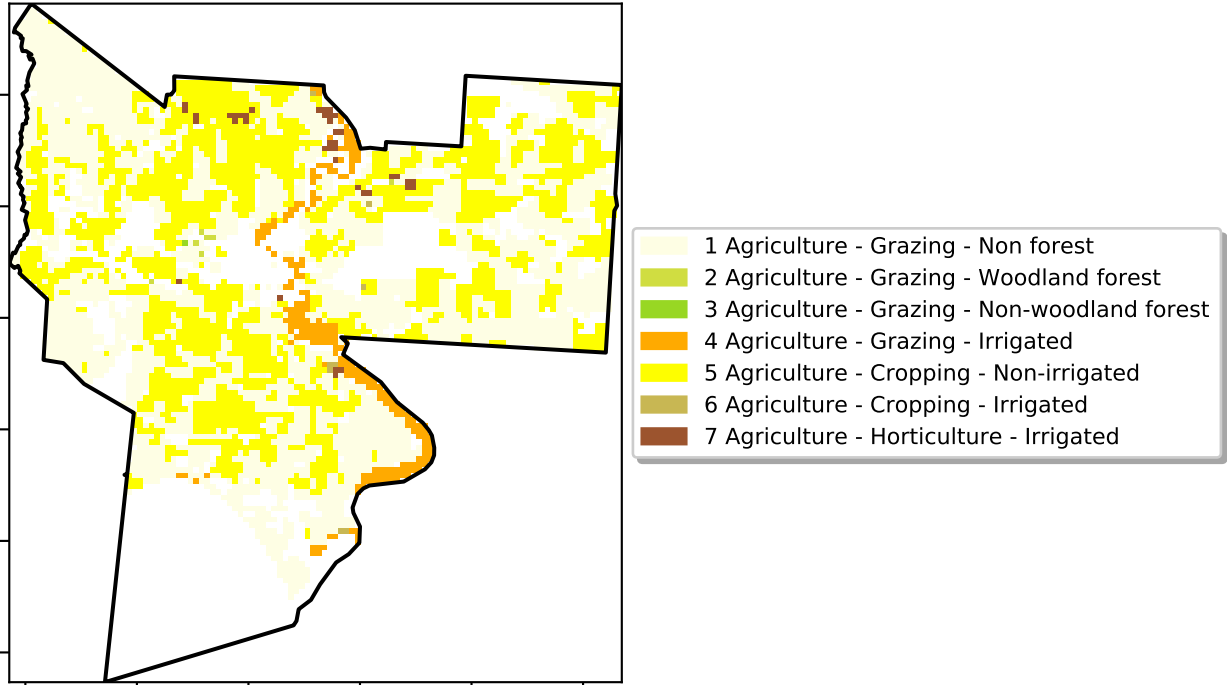 1 Agriculture - Grazing - Non forest
2 Agriculture - Grazing - Woodland forest
3 Agriculture - Grazing - Non-woodland forest
4 Agriculture - Grazing - Irrigated
5 Agriculture - Cropping - Non-irrigated
6 Agriculture - Cropping - Irrigated
7 Agriculture - Horticulture - Irrigated